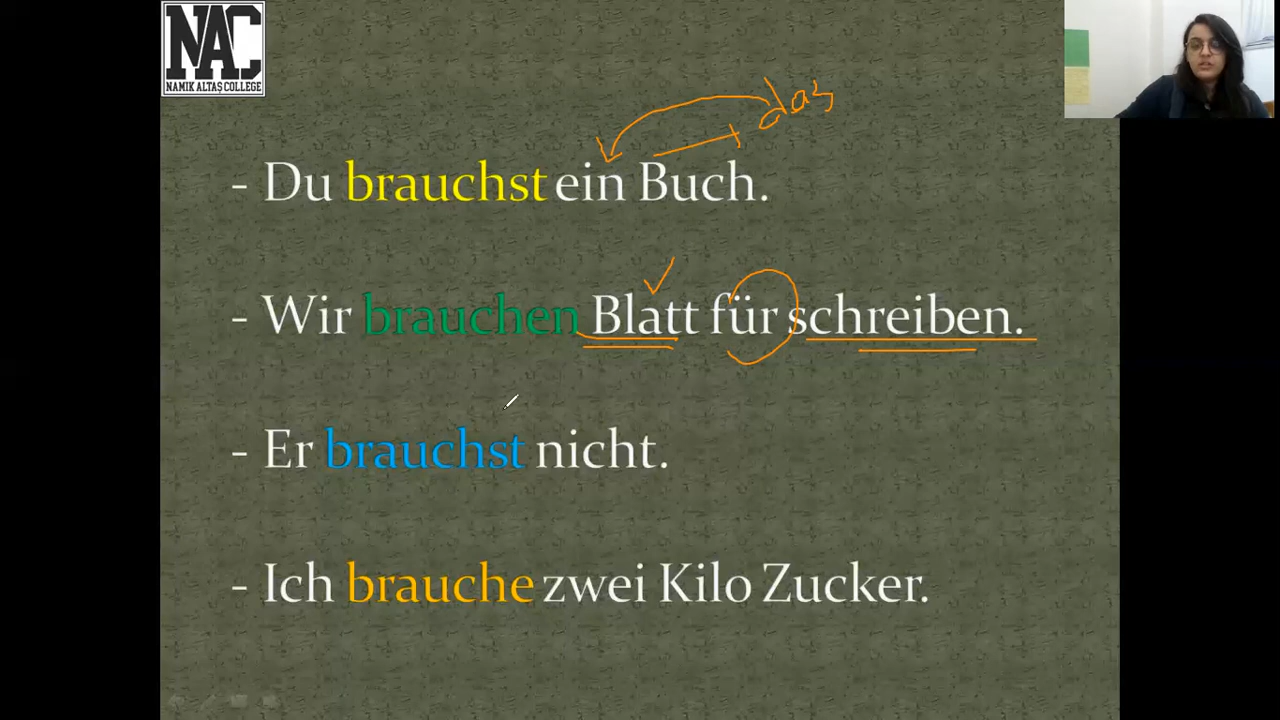 NAC
NAMIK ALTAŞ COLLEGE
das
- Du brauchst ein Buch.
- Wir brauchen Blatt für schreiben.
- Er brauchst nicht.
- Ich brauche zwei Kilo Zucker.